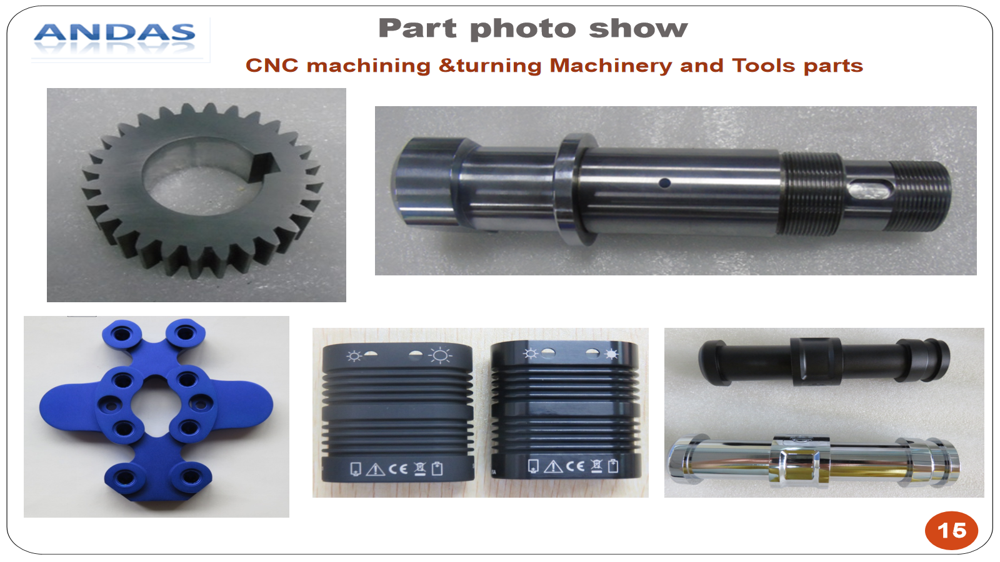 ANDAS
Part photo show
CNC machining &turning Machinery and Tools parts
CE
CE
15